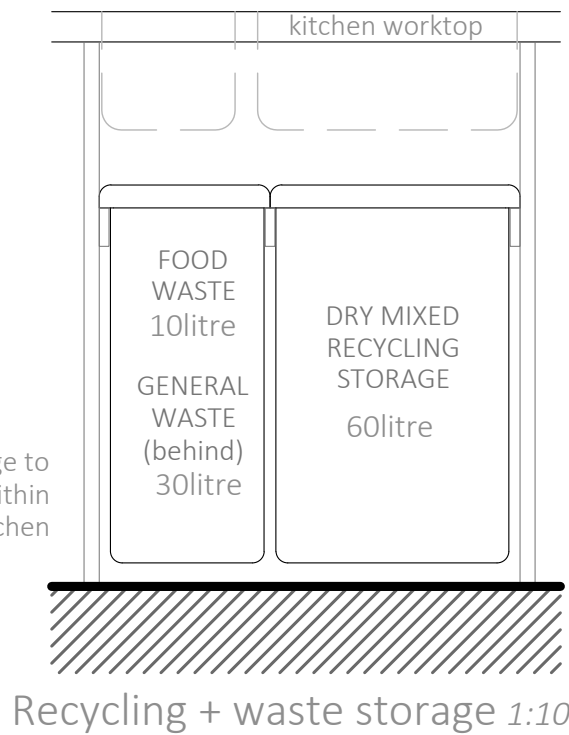 kitchen worktop
FOOD
WASTE
10litre
GENERAL
WASTE
(behind)
30litre
DRY MIXED
RECYCLING
STORAGE
60litre
to
Recycling + waste storage 1:10